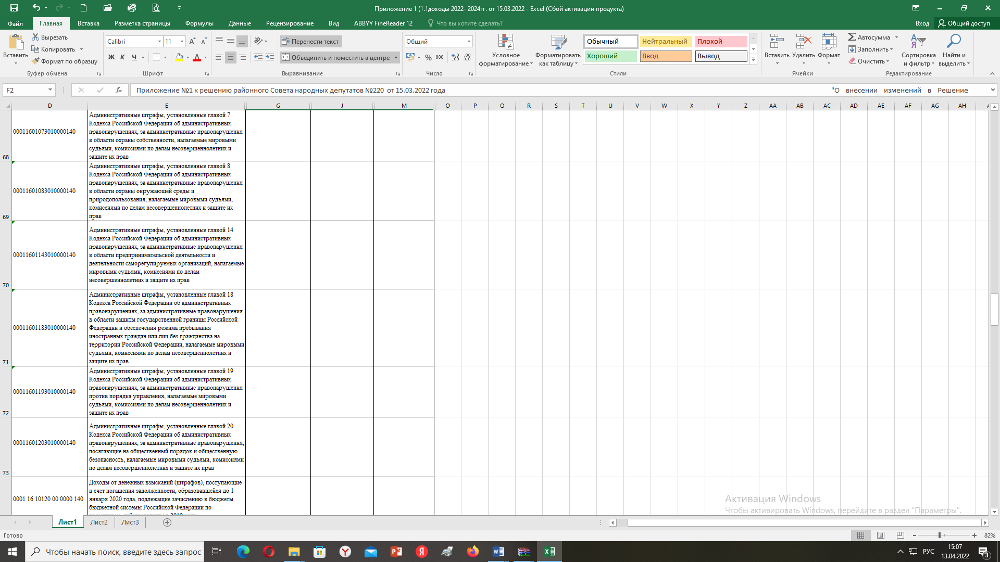 Приложение 1 (1.1доходы 2022- 2024гг. от 15.03.2022 - Excel (Сбой активации продукта)
Файл Главная Вставка Разметка страницы Формулы Данные Рецензирование Вид ABBYY FineReader 12 Что вы хотите сделать? Вход Общий доступ
Вставить
Вырезать
Копировать
Формат по образцу
Буфер обмена
Calibri 11
Ж К Ч
Шрифт
Перенести текст
Объединить и поместить в центре
Выравнивание
Общий
% 000
Число
Условное форматирование
Форматировать как таблицу
Обычный Нейтральный Плохой
Хороший Ввод Вывод
Стили
Вставить Удалить Формат
Ячейки
Автосумма
Заполнить
Очистить
Сортировка и фильтр
Найти и выделить
Редактирование
F2 fx Приложение №1 к решению районного Совета народных депутатов №220 от 15.03.2022 года "О внесении изменений в Решение
D E G J M O P Q R S T U V W X Y Z AA AB AC AD AE AF AG AH
68
00011601073010000140
Административные штрафы, установленные главой 7
Кодекса Российской Федерации об административных
правонарушениях, за административные правонарушения
в области охраны собственности, налагаемые мировыми
судьями, комиссиями по делам несовершеннолетних и
защите их прав
69
00011601083010000140
Административные штрафы, установленные главой 8
Кодекса Российской Федерации об административных
правонарушениях, за административные правонарушения
в области охраны окружающей среды и
природопользования, налагаемые мировыми судьями,
комиссиями по делам несовершеннолетних и защите их
прав
70
00011601143010000140
Административные штрафы, установленные главой 14
Кодекса Российской Федерации об административных
правонарушениях, за административные правонарушения
в области предпринимательской деятельности и
деятельности саморегулируемых организаций, налагаемые
мировыми судьями, комиссиями по делам
несовершеннолетних и защите их прав
71
00011601183010000140
Административные штрафы, установленные главой 18
Кодекса Российской Федерации об административных
правонарушениях, за административные правонарушения
в области защиты государственной границы Российской
Федерации и обеспечения режима пребывания
иностранных граждан или лиц без гражданства на
территории Российской Федерации, налагаемые мировыми
судьями, комиссиями по делам несовершеннолетних и
защите их прав
72
00011601193010000140
Административные штрафы, установленные главой 19
Кодекса Российской Федерации об административных
правонарушениях, за административные правонарушения
против порядка управления, налагаемые мировыми
судьями, комиссиями по делам несовершеннолетних и
защите их прав
73
00011601203010000140
Административные штрафы, установленные главой 20
Кодекса Российской Федерации об административных
правонарушениях, за административные правонарушения,
посягающие на общественный порядок и общественную
безопасность, налагаемые мировыми судьями, комиссиями
по делам несовершеннолетних и защите их прав
0001 16 10120 00 0000 140
Доходы от денежных взысканий (штрафов), поступающие
в счет погашения задолженности, образовавшейся до 1
января 2020 года, подлежащие зачислению в бюджеты
бюджетной системы Российской Федерации по
Активация Windows
Чтобы активировать Windows, перейдите в раздел "Параметры".
Лист1 Лист2 Лист3
Готово 82%
Чтобы начать поиск, введите здесь запрос
РУС
15:07
13.04.2022
3